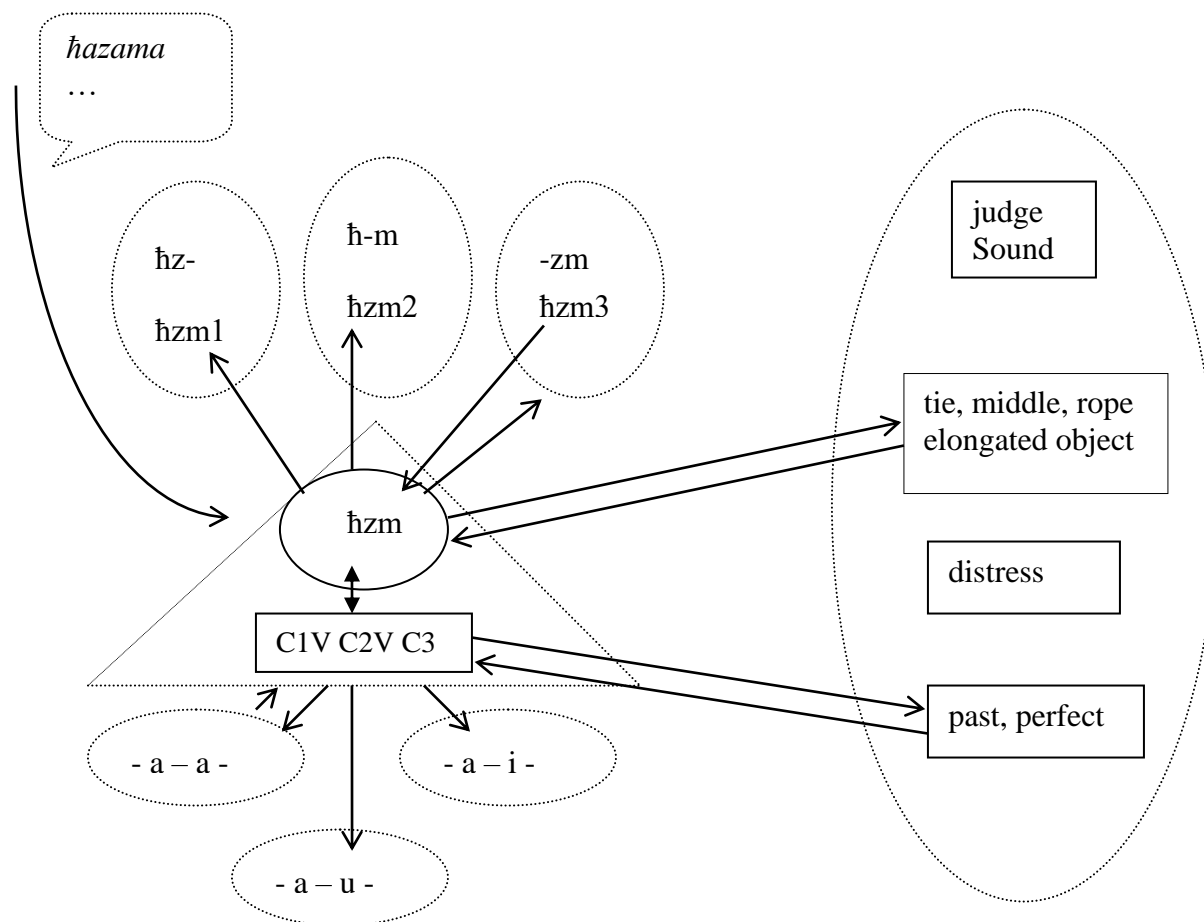 ħazama
…
ħz-
ħzm1
ħ-m
ħzm2
-zm
ħzm3
judge
Sound
tie, middle, rope
elongated object
ħzm
distress
C1V C2V C3
past, perfect
- a – a -
- a – i -
- a – u -